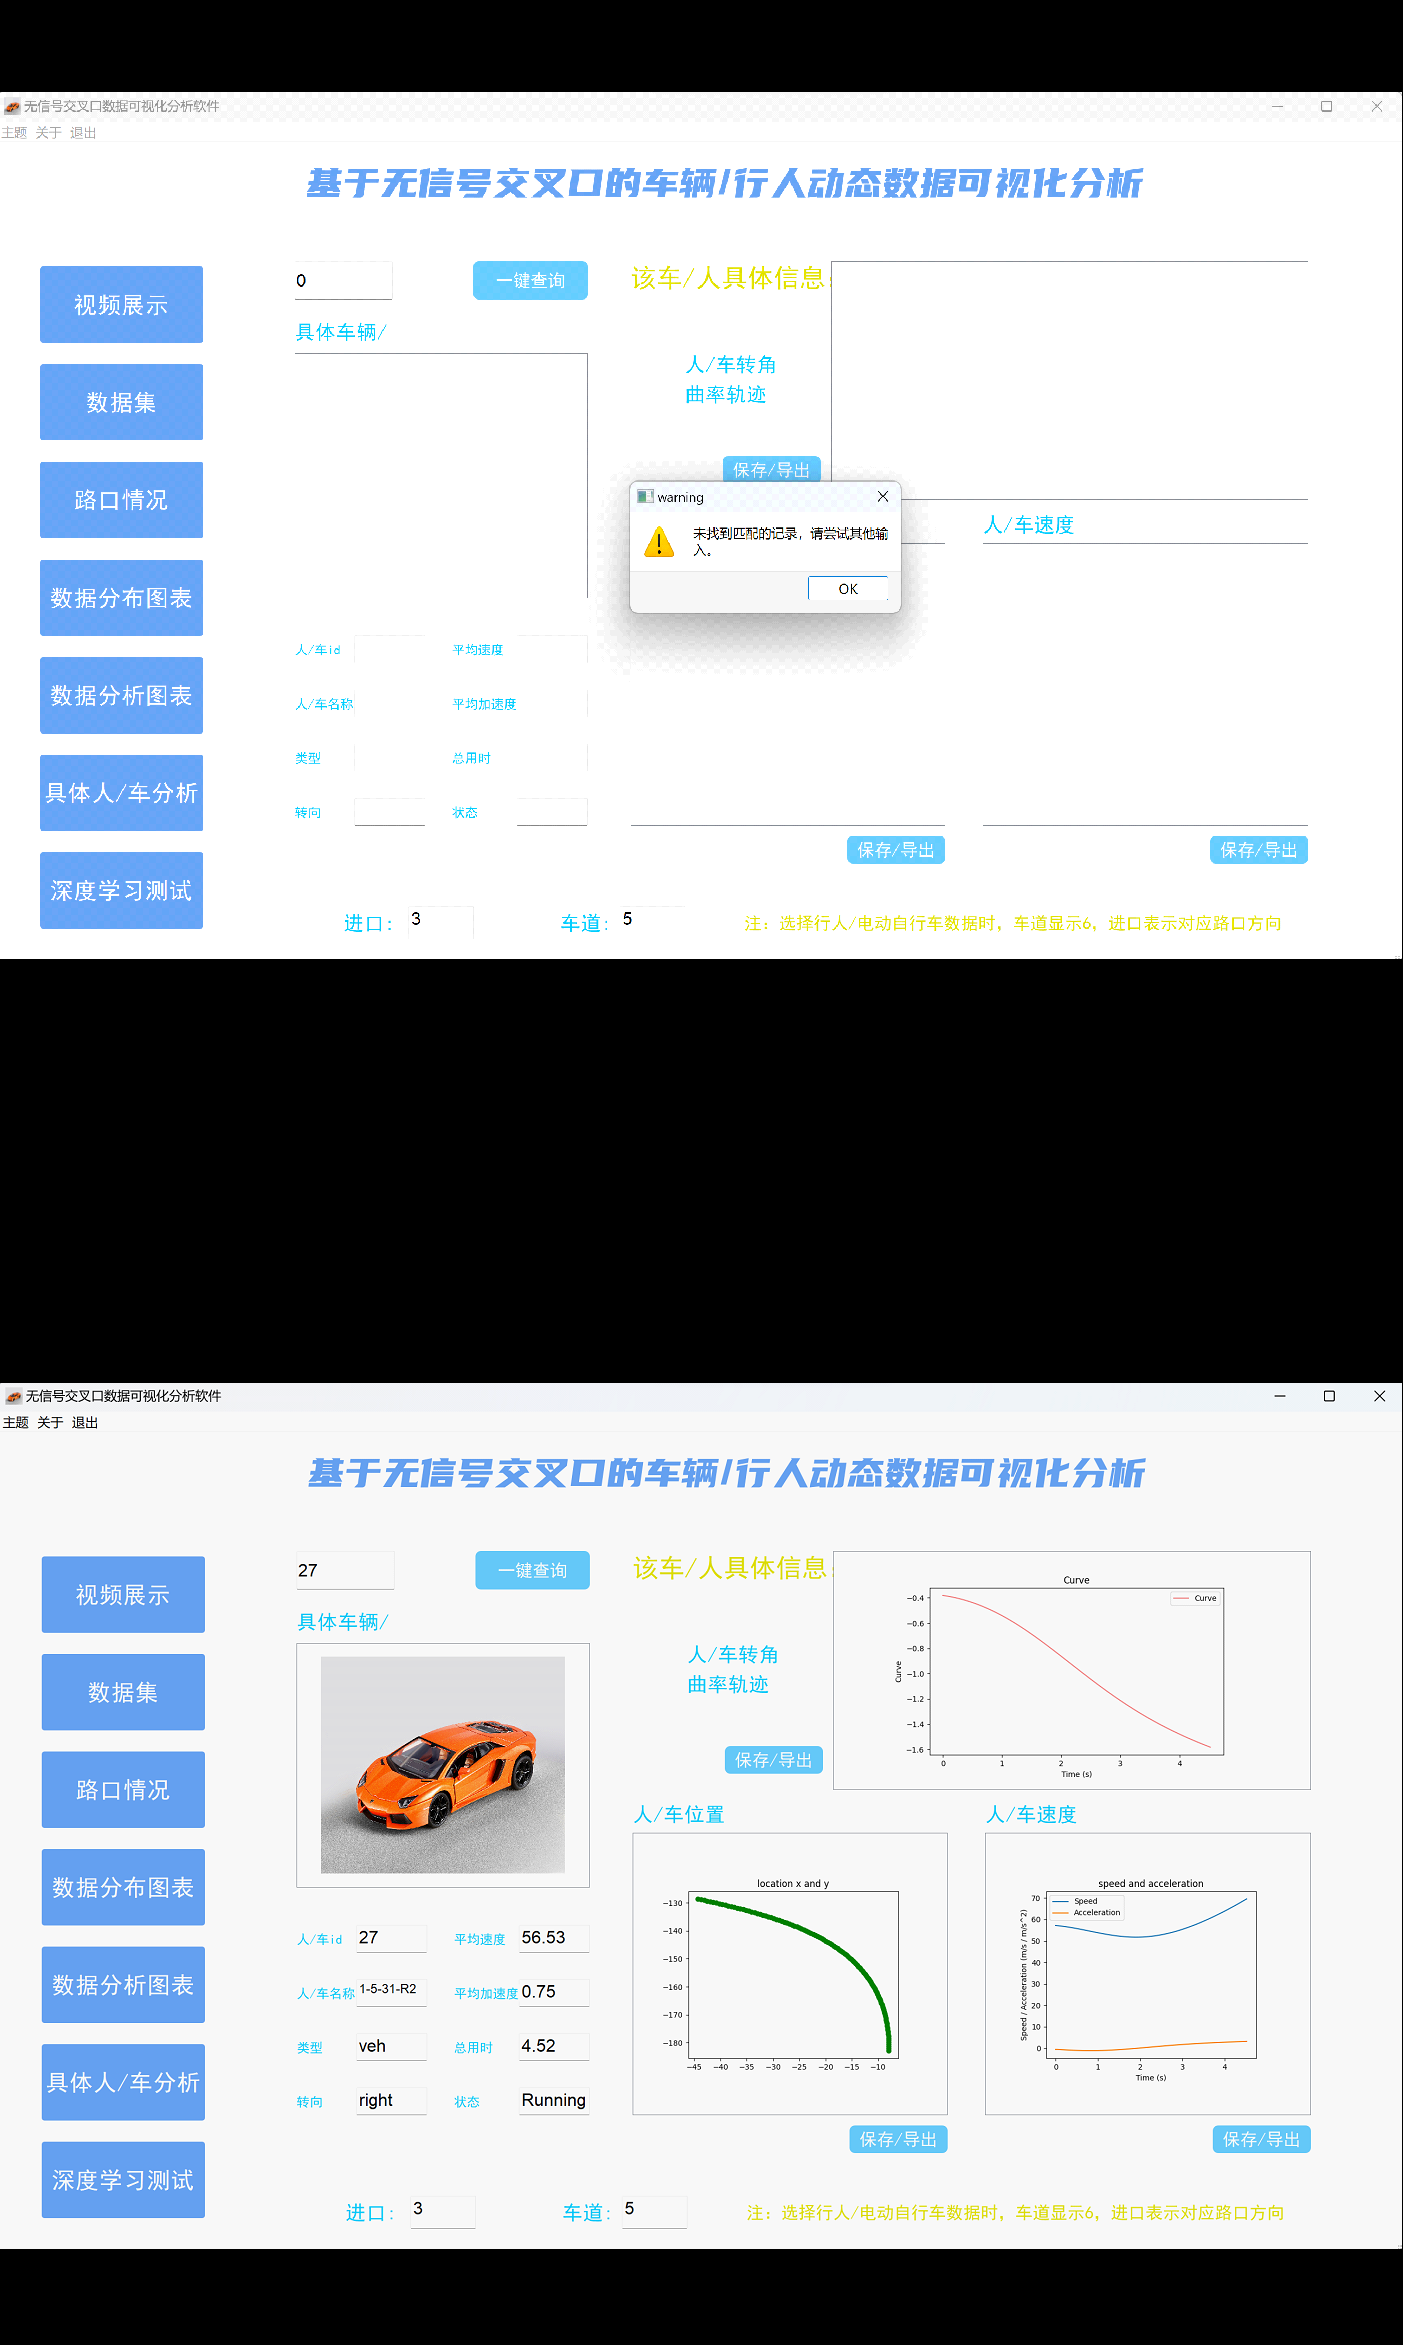 无信号交叉口数据可视化分析软件
主题 关于 退出
基于无信号交叉口的车辆/行人动态数据可视化分析
视频展示
数据集
路口情况
数据分布图表
数据分析图表
具体人/车分析
深度学习测试
0
一键查询
具体车辆/
该车/人具体信息:
人/车转角
曲率轨迹
保存/导出
warning
未找到匹配的记录，请尝试其他输
入。
OK
人/车速度
人/车id
平均速度
人/车名称
平均加速度
类型
总用时
转向
状态
保存/导出
保存/导出
进口: 3
车道: 5
注: 选择行人/电动自行车数据时，车道显示6，进口表示对应路口方向
无信号交叉口数据可视化分析软件
主题 关于 退出
基于无信号交叉口的车辆/行人动态数据可视化分析
视频展示
数据集
路口情况
数据分布图表
数据分析图表
具体人/车分析
深度学习测试
27
一键查询
具体车辆/
人/车id 27
平均速度 56.53
人/车名称 1-5-31-R2
平均加速度 0.75
类型 veh
总用时 4.52
转向 right
状态 Running
该车/人具体信息:
人/车转角
曲率轨迹
保存/导出
Curve
Curve
Curve
-0.4
-0.6
-0.8
-1.0
-1.2
-1.4
-1.6
0 1 2 3 4
Time (s)
人/车位置
location x and y
-130
-140
-150
-160
-170
-180
-45 -40 -35 -30 -25 -20 -15 -10
保存/导出
人/车速度
speed and acceleration
Speed
Acceleration
Speed / Acceleration (m/s / m/s^2)
70
60
50
40
30
20
10
0
0 1 2 3 4
Time (s)
保存/导出
进口: 3
车道: 5
注: 选择行人/电动自行车数据时，车道显示6，进口表示对应路口方向